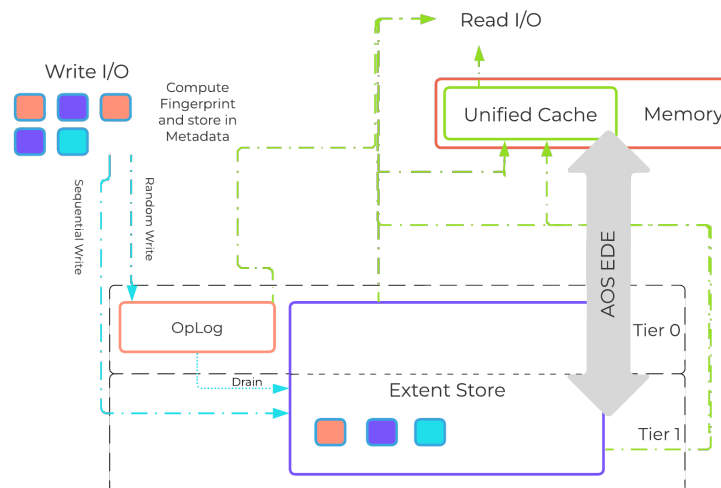 Read I/O
Write I/O
Compute
Fingerprint
and store in
Metadata
Unified Cache
Memory
Sequential Write
Random Write
AOS EDE
OpLog
Tier 0
Drain
Extent Store
Tier 1